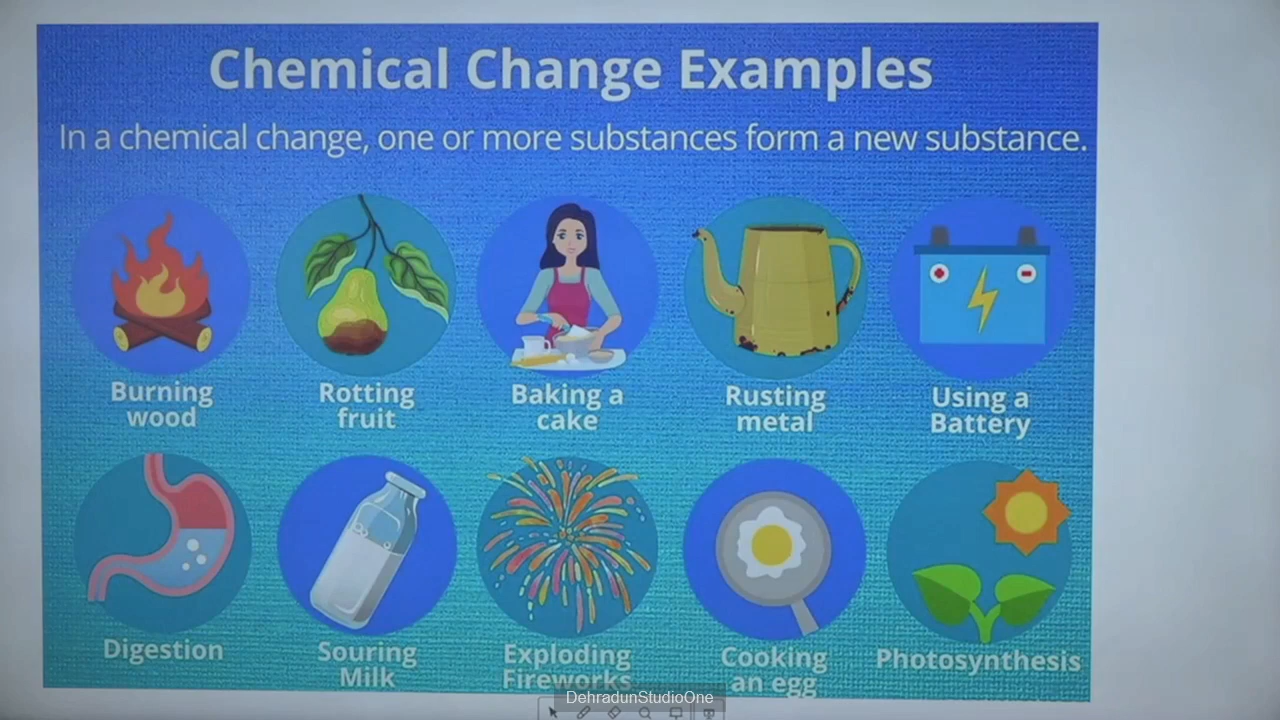 Chemical Change Examples
In a chemical change, one or more substances form a new substance.
Burning
wood
Rotting
fruit
Baking a
cake
Rusting
metal
Using a
Battery
Digestion
Souring
Milk
Exploding
Fireworks
Cooking
an egg
Photosynthesis
DehradunStudioOne